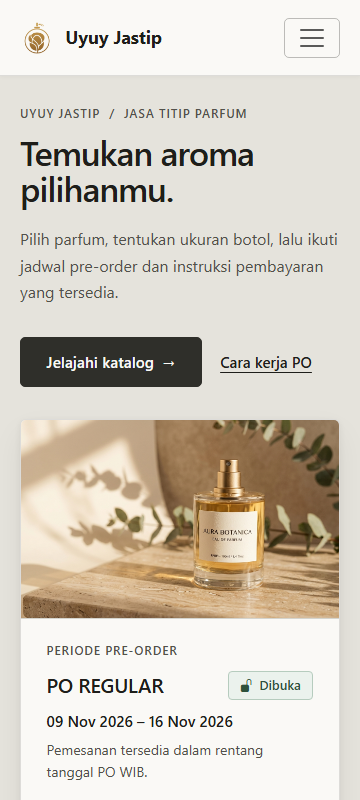 Uyuy Jastip
UYUY JASTIP / JASA TITIP PARFUM
Temukan aroma
pilihanmu.
Pilih parfum, tentukan ukuran botol, lalu ikuti
jadwal pre-order dan instruksi pembayaran
yang tersedia.
Jelajahi katalog →
Cara kerja PO
AURA BOTANICA
EAU DE PARFUM
PERIODE PRE-ORDER
PO REGULAR
Dibuka
09 Nov 2026 – 16 Nov 2026
Pemesanan tersedia dalam rentang
tanggal PO WIB.